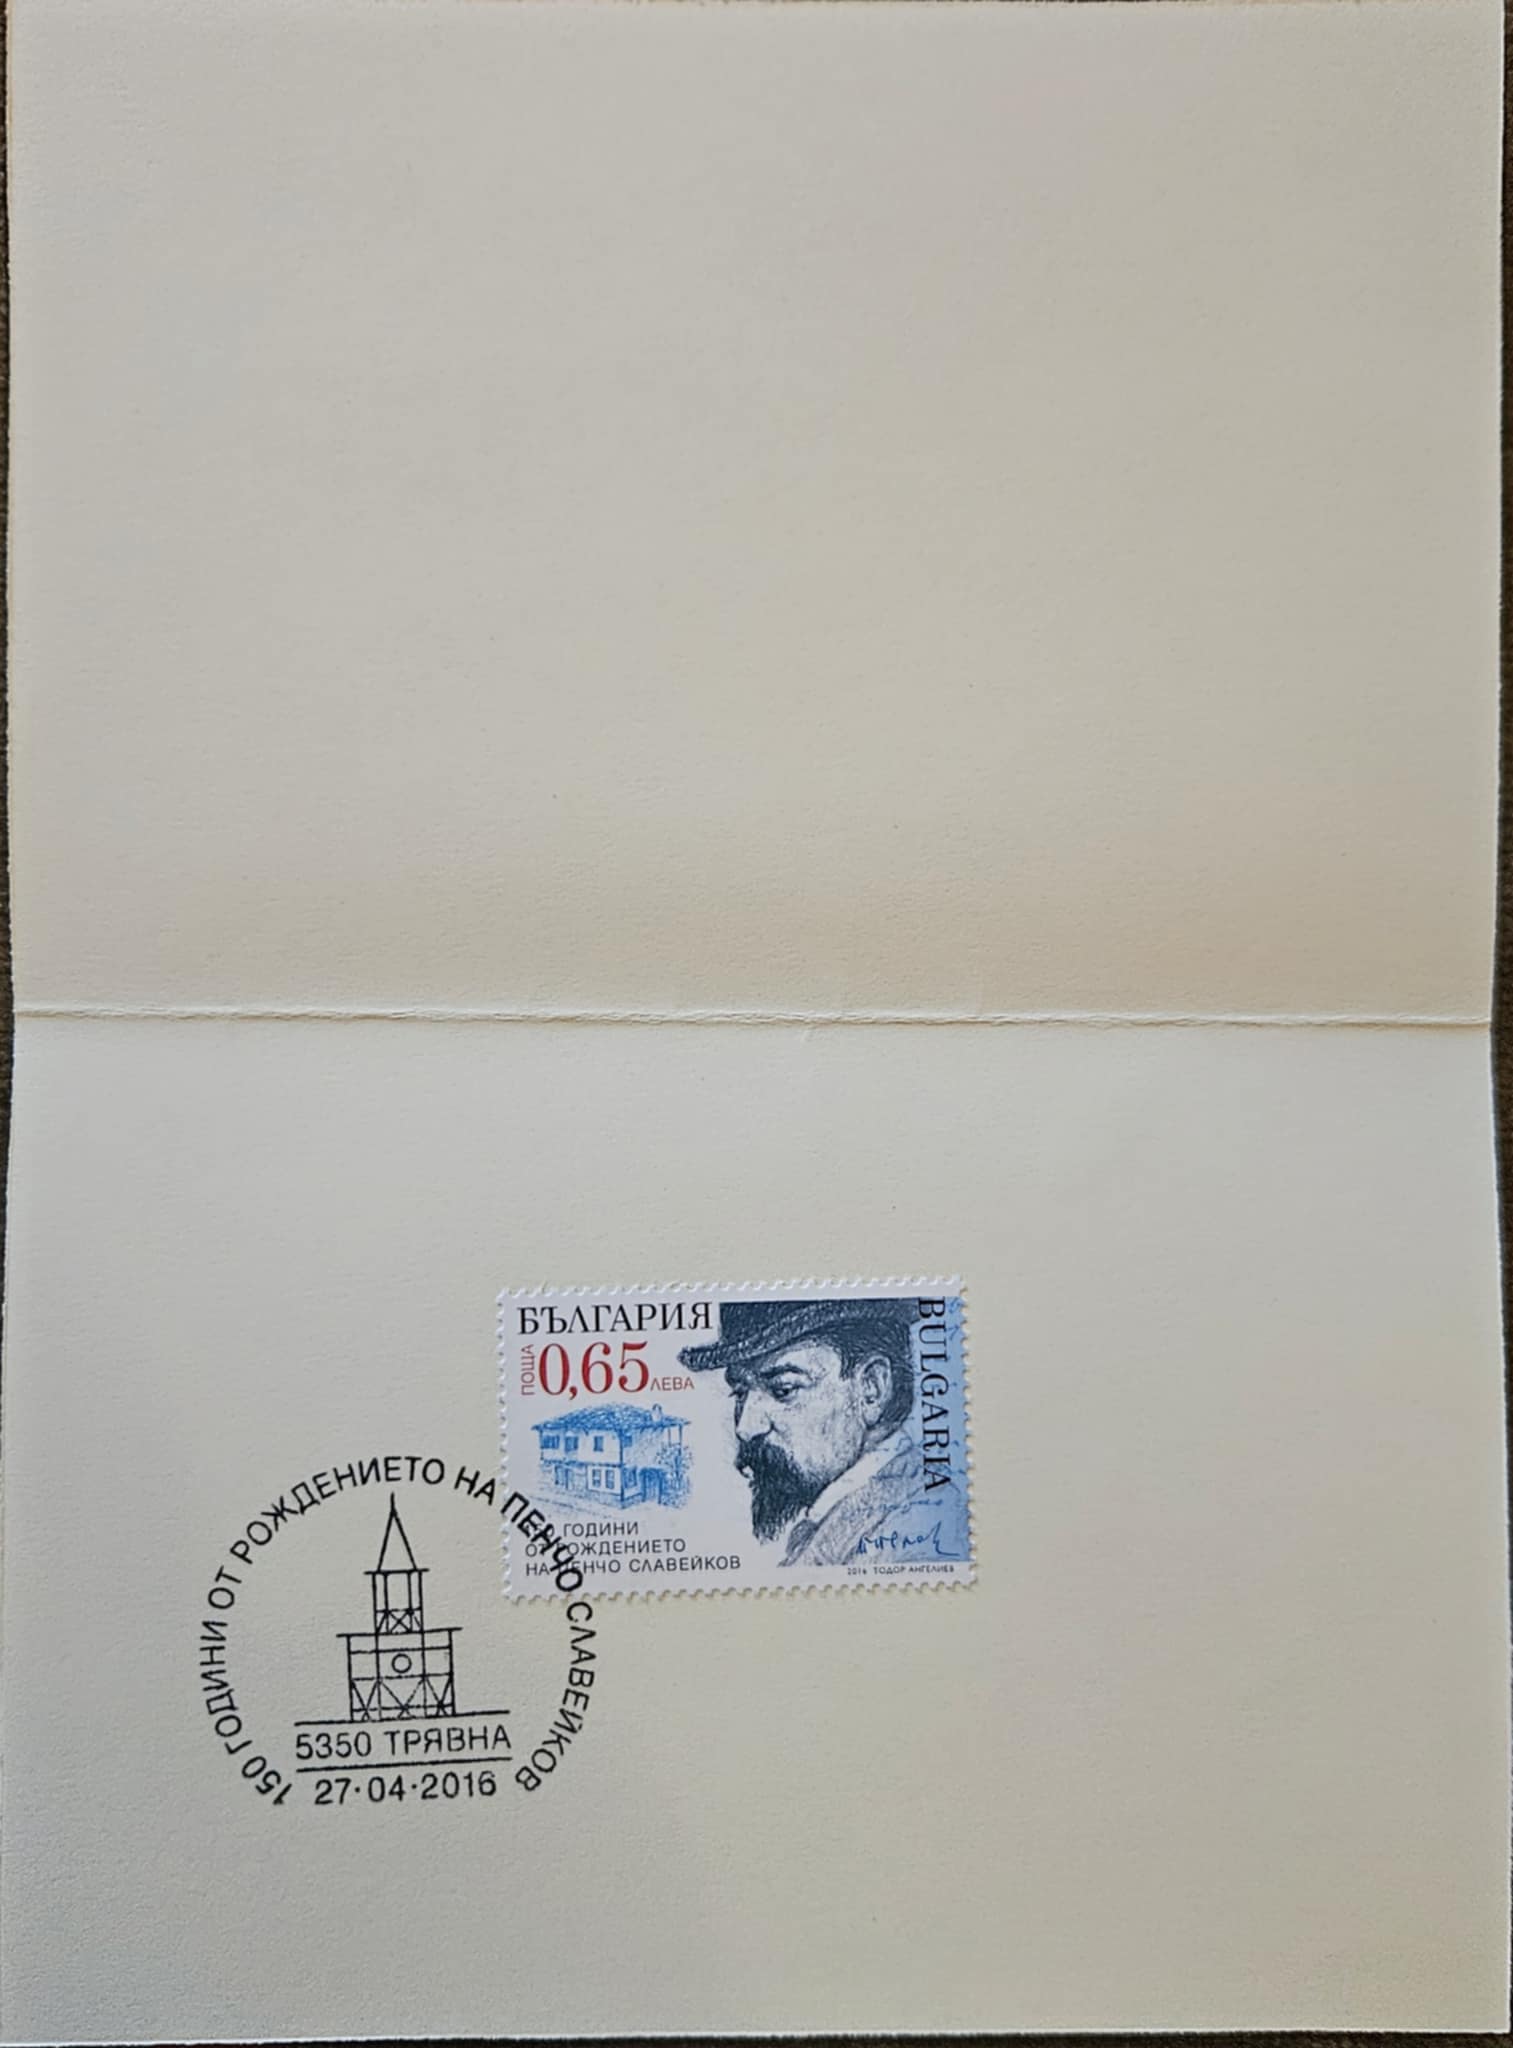 БЪЛГАРИЯ
BULGARIA
ПОЩА
0,65 ЛЕВА
ГОДИНИ
ОТ РОЖДЕНИЕТО
НА ПЕНЧО СЛАВЕЙКОВ
2016 ТОДОР АНГЕЛИЕВ
150 ГОДИНИ ОТ РОЖДЕНИЕТО НА ПЕНЧО СЛАВЕЙКОВ
5350 ТРЯВНА
27·04·2016